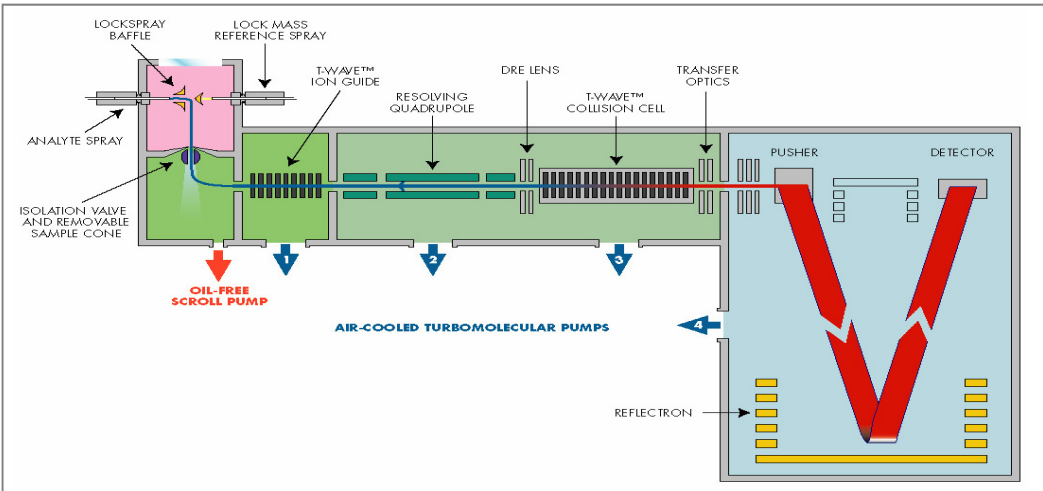 LOCKSPRAY
BAFFLE
LOCK MASS
REFERENCE SPRAY
T-WAVE™
ION GUIDE
DRE LENS
TRANSFER
OPTICS
RESOLVING
QUADRUPOLE
T-WAVE™
COLLISION CELL
ANALYTE SPRAY
PUSHER
DETECTOR
ISOLATION VALVE
AND REMOVABLE
SAMPLE CONE
1
2
3
OIL-FREE
SCROLL PUMP
AIR-COOLED TURBOMOLECULAR PUMPS
4
REFLECTRON